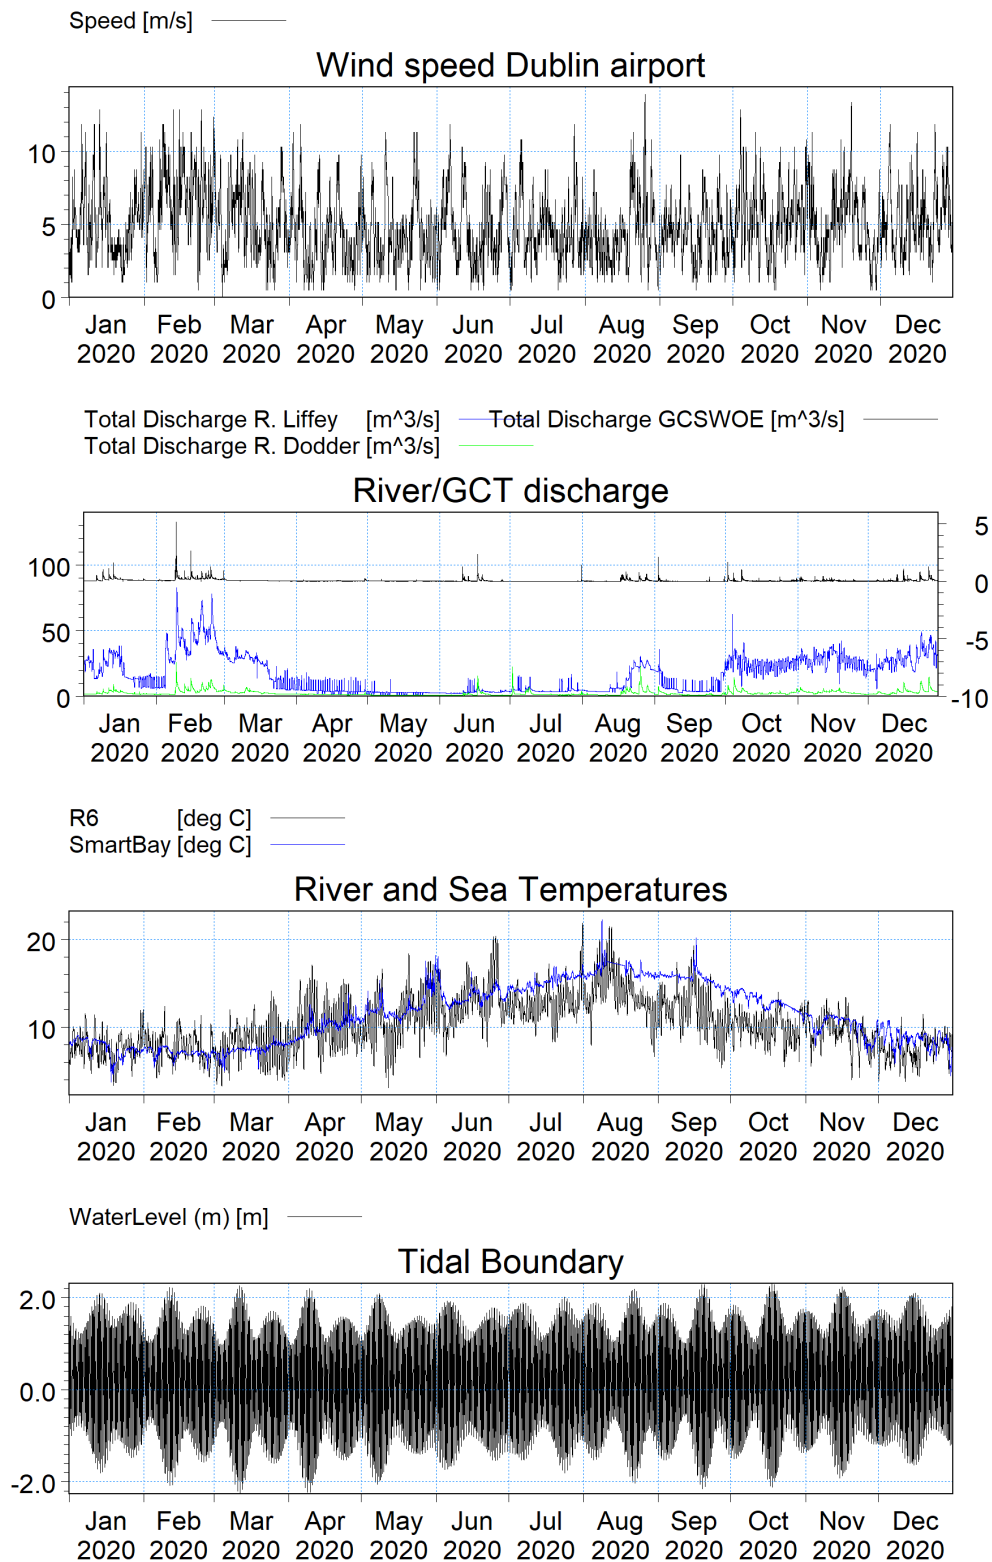 Speed [m/s]
Wind speed Dublin airport
10
5
0
Jan Feb Mar Apr May Jun Jul Aug Sep Oct Nov Dec
2020 2020 2020 2020 2020 2020 2020 2020 2020 2020 2020 2020
Total Discharge R. Liffey [m^3/s] Total Discharge GCSWOE [m^3/s]
Total Discharge R. Dodder [m^3/s]
River/GCT discharge
5
100 0
50 -5
0 -10
Jan Feb Mar Apr May Jun Jul Aug Sep Oct Nov Dec
2020 2020 2020 2020 2020 2020 2020 2020 2020 2020 2020 2020
R6 [deg C]
SmartBay [deg C]
River and Sea Temperatures
20
10
Jan Feb Mar Apr May Jun Jul Aug Sep Oct Nov Dec
2020 2020 2020 2020 2020 2020 2020 2020 2020 2020 2020 2020
WaterLevel (m) [m]
Tidal Boundary
2.0
0.0
-2.0
Jan Feb Mar Apr May Jun Jul Aug Sep Oct Nov Dec
2020 2020 2020 2020 2020 2020 2020 2020 2020 2020 2020 2020